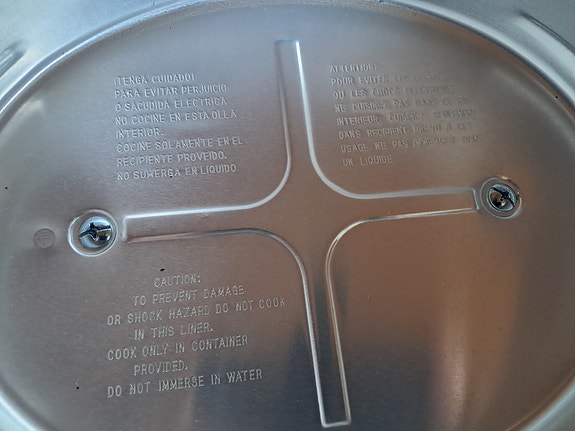 ¡TENGA CUIDADO!
PARA EVITAR PERJUICIO
O SACUDIDA ELECTRICA
NO COCINE EN ESTA OLLA
INTERIOR.
COCINE SOLAMENTE EN EL
RECIPIENTE PROVEIDO.
NO SUMERGA EN LIQUIDO
ATTENTION:
POUR EVITER
OU LES CHOCS ELECTRIQUES
NE CUISINEZ PAS DANS CE
DANS RECIPIENT A CET
USAGE. NE PAS DANS
UN LIQUIDE
CAUTION:
TO PREVENT DAMAGE
OR SHOCK HAZARDS DO NOT COOK
IN THIS LINER.
COOK ONLY IN CONTAINER
PROVIDED.
DO NOT IMMERSE IN WATER